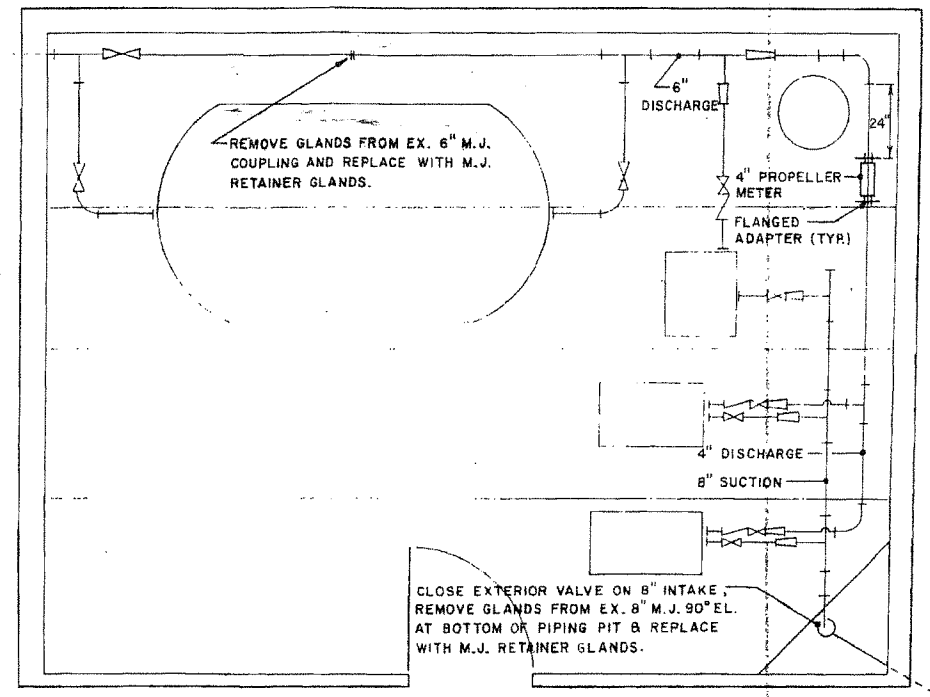 6"
DISCHARGE
REMOVE GLANDS FROM EX. 6" M.J.
COUPLING AND REPLACE WITH M.J.
RETAINER GLANDS.
24"
4" PROPELLER
METER
FLANGED
ADAPTER (TYP.)
4" DISCHARGE
8" SUCTION
CLOSE EXTERIOR VALVE ON 8" INTAKE,
REMOVE GLANDS FROM EX. 8" M.J. 90° EL.
AT BOTTOM OF PIPING PIT & REPLACE
WITH M.J. RETAINER GLANDS.